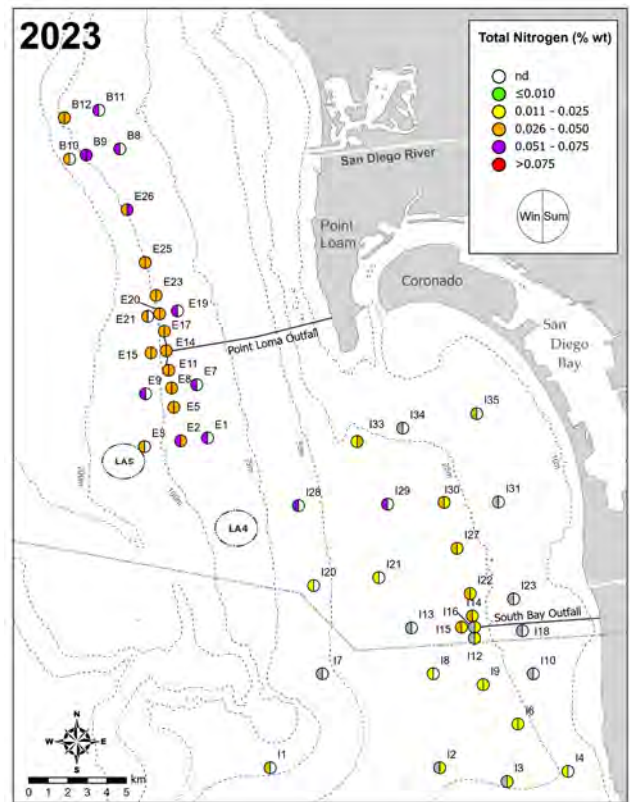 2023
Total Nitrogen (% wt)
nd
≤0.010
0.011 - 0.025
0.026 - 0.050
0.051 - 0.075
>0.075
Win Sum
B12
B11
B10
B9
B8
E26
E25
E23
E20
E21
E19
E17
E15
E14
E11
E9
E8
E7
E5
E3
E2
E1
San Diego River
Point
Loam
Coronado
San
Diego
Bay
Point Loma Outfall
LA5
LA4
200m
100m
10m
I35
I34
I33
I31
I30
I29
I28
I27
I23
I22
I21
I20
I18
I16
I15
I14
I13
I12
I10
I9
I8
I7
I6
I4
I3
I2
I1
South Bay Outfall
N
W E
S
0 1 2 3 4 5
km